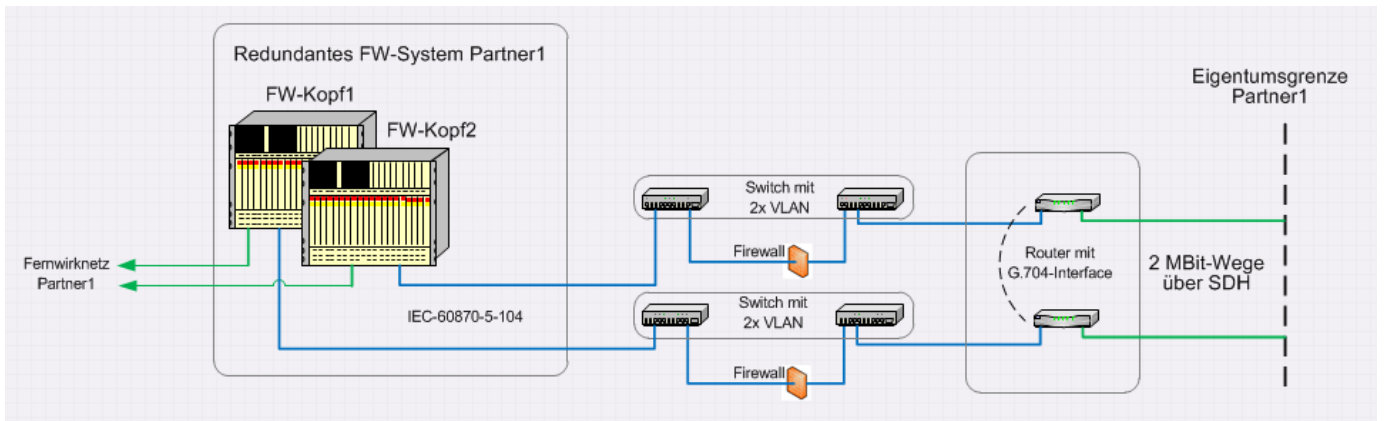 Redundantes FW-System Partner1
FW-Kopf1
FW-Kopf2
Fernwirknetz
Partner1
IEC-60870-5-104
Switch mit
2x VLAN
Firewall
Switch mit
2x VLAN
Firewall
Router mit
G.704-Interface
2 MBit-Wege
über SDH
Eigentumsgrenze
Partner1